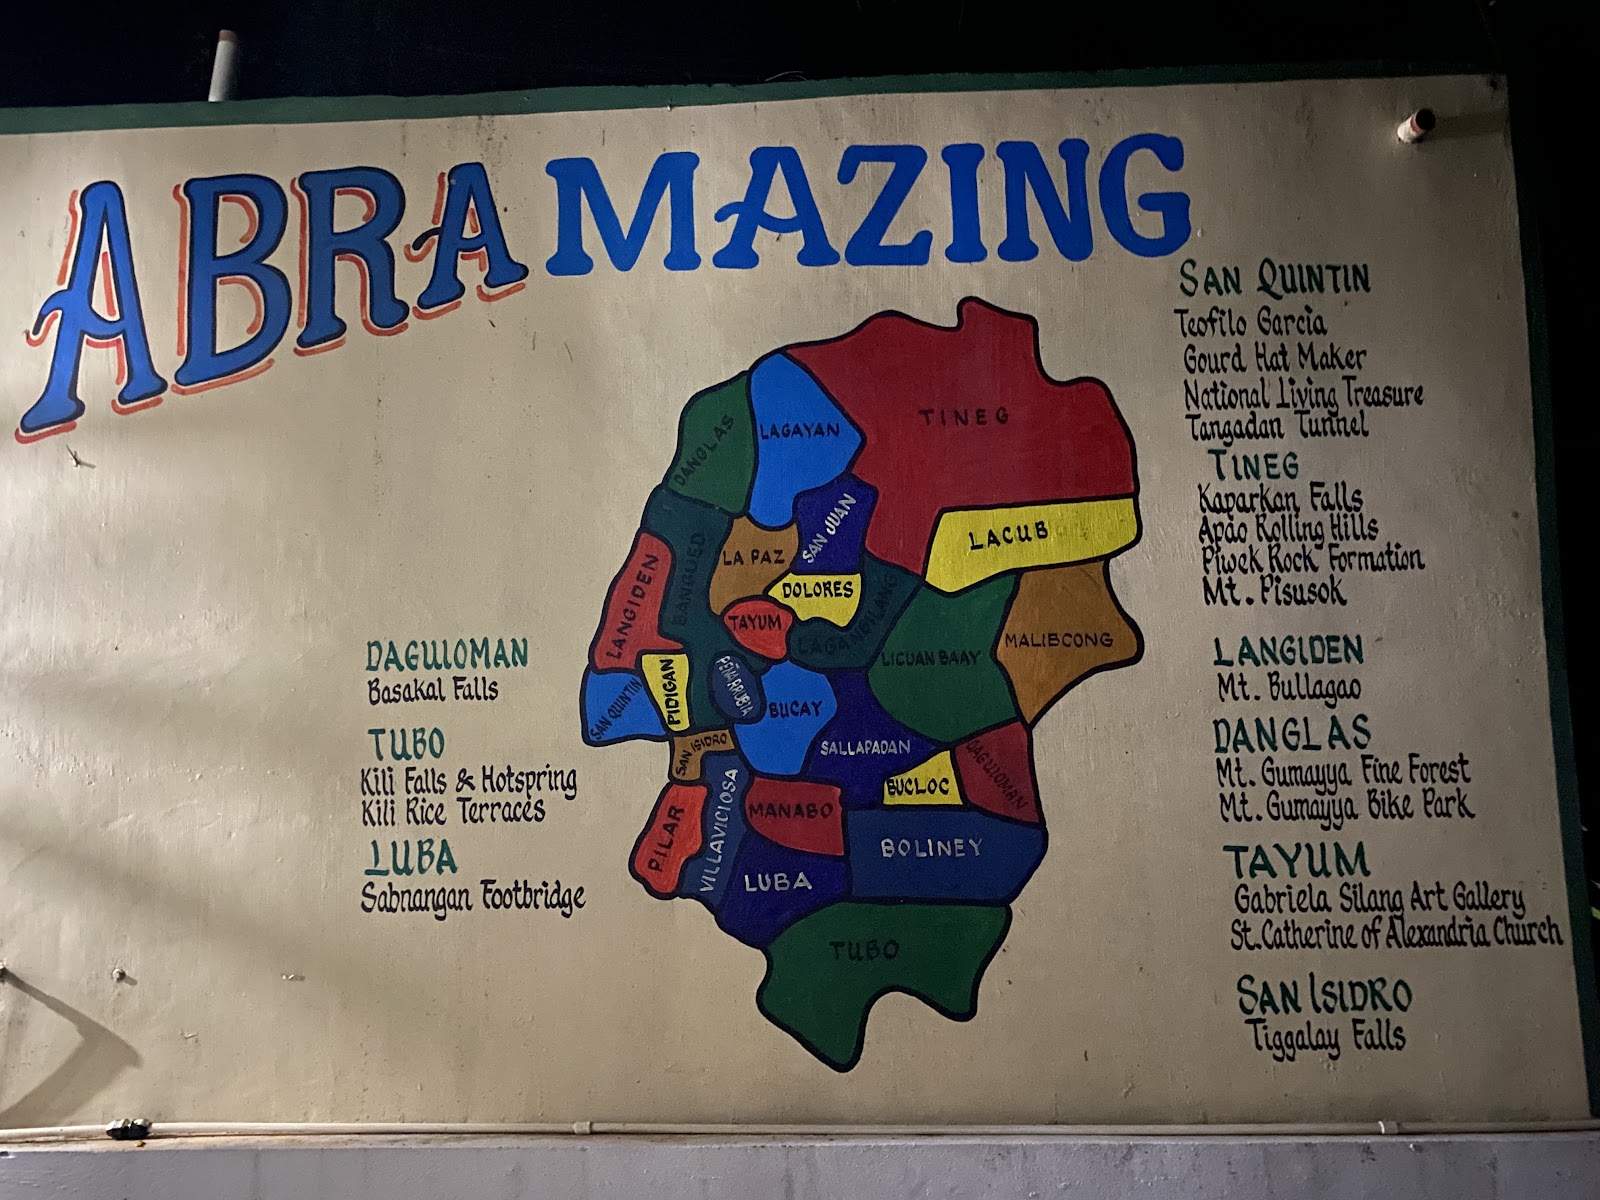 ABRAMAZING
SAN QUINTIN
Teofilo Garcia
Gourd Hat Maker
National Living Treasure
Tangadan Tunnel
TINEG
Kaparkan Falls
Apao Rolling Hills
Piwek Rock Formation
Mt. Pisusok
LANGIDEN
Mt. Bullagao
DANGLAS
Mt. Gumayya Fine Forest
Mt. Gumayya Bike Park
TAYUM
Gabriela Silang Art Gallery
St. Catherine of Alexandria Church
SAN ISIDRO
Tiggalay Falls
DAGUIOMAN
Basakal Falls
TUBO
Kili Falls & Hotspring
Kili Rice Terraces
LUBA
Sabnangan Footbridge
TINEG
LAGAYAN
DANGLAS
SAN JUAN
LACUB
LA PAZ
BANGUED
LANGIDEN
DOLORES
TAYUM
LAGANGILANG
LICUAN BAAY
MALIBCONG
PIDIGAN
SAN QUINTIN
PEÑARRUBIA
BUCAY
SAN ISIDRO
SALLAPADAN
BUCLOC
DAGUIOMAN
PILAR
VILLAVICIOSA
MANABO
BOLINEY
LUBA
TUBO